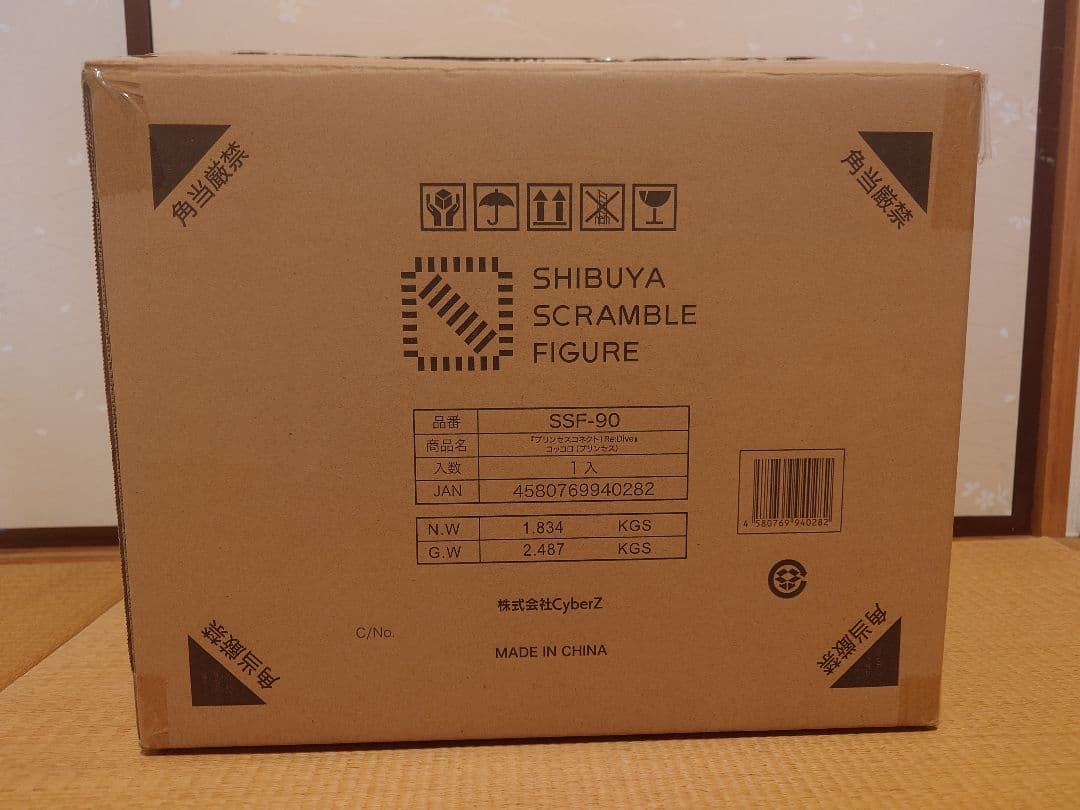 角当厳禁
角当厳禁
SHIBUYA
SCRAMBLE
FIGURE
品番 SSF-90
商品名 『プリンセスコネクト!Re:Dive』
コッコロ(プリンセス)
入数 1入
JAN 4580769940282
4 580769 940282
N.W 1.834 KGS
G.W 2.487 KGS
株式会社CyberZ
C/No.
MADE IN CHINA
角当厳禁
角当厳禁